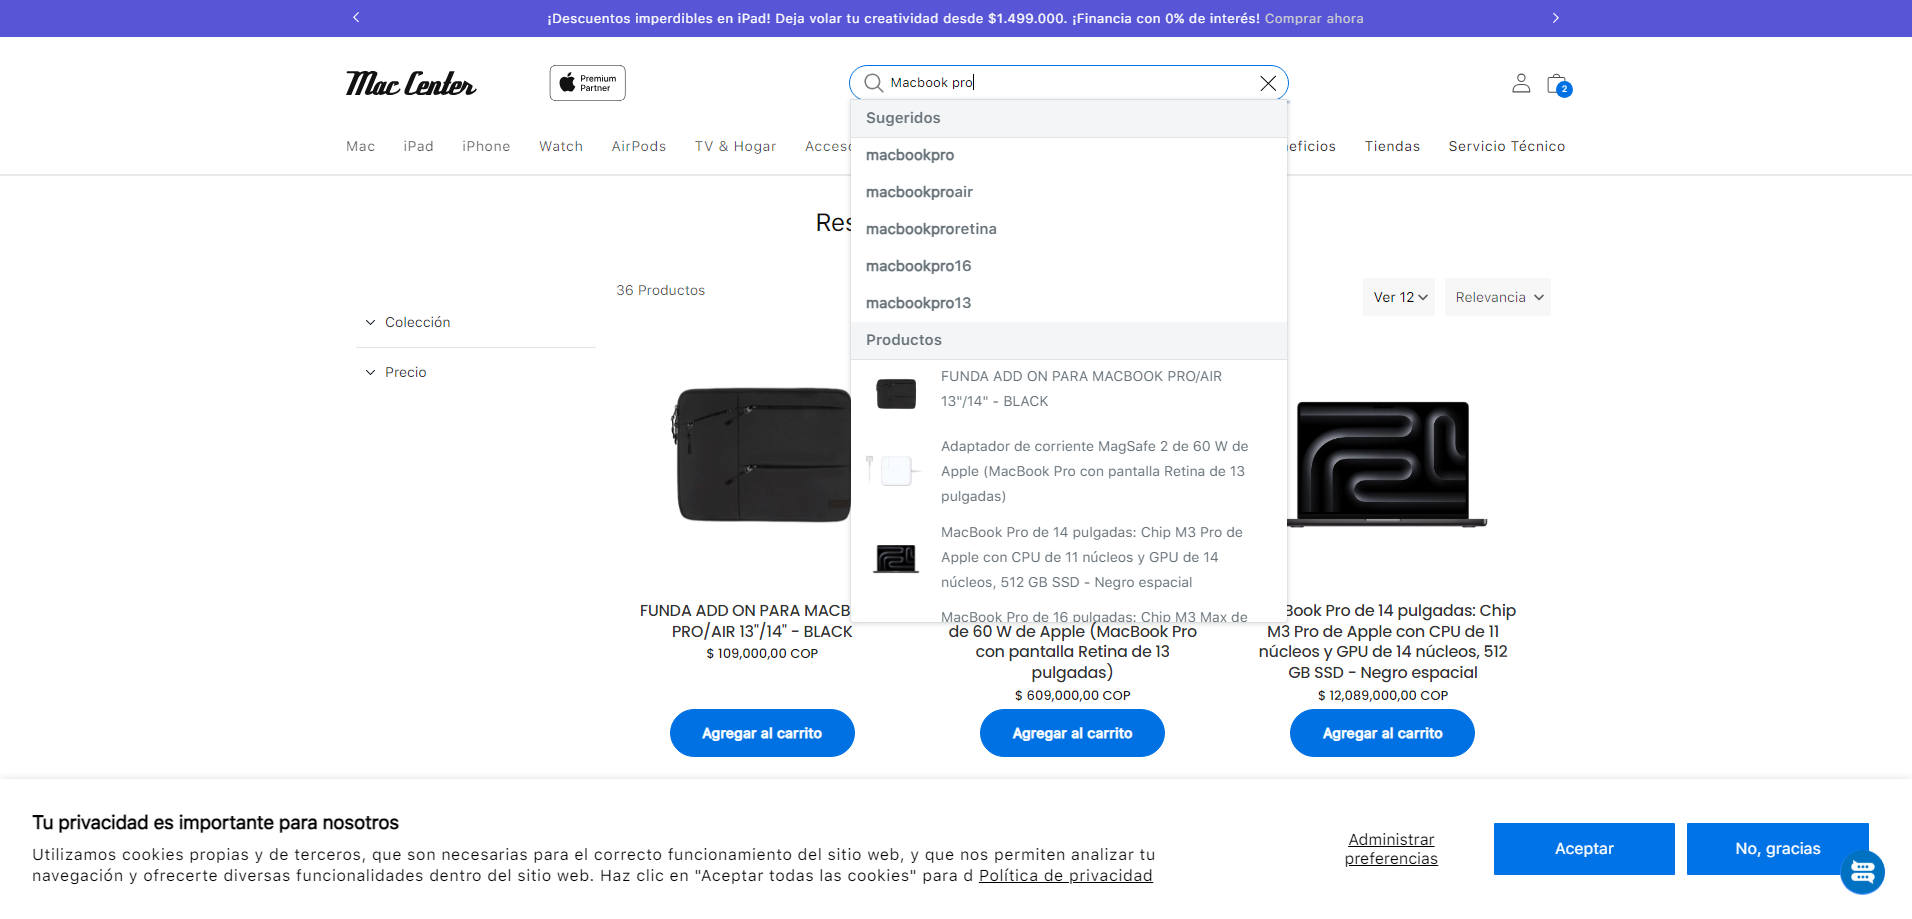 ¡Descuentos imperdibles en iPad! Deja volar tu creatividad desde $1.499.000. ¡Financia con 0% de interés! Comprar ahora
Mac Center
Premium
Partner
Macbook pro
2
Mac iPad iPhone Watch AirPods TV & Hogar Tiendas Servicio Técnico
Sugeridos
macbookpro
macbookproair
macbookproretina
macbookpro16
macbookpro13
Productos
FUNDA ADD ON PARA MACBOOK PRO/AIR
13"/14" - BLACK
Adaptador de corriente MagSafe 2 de 60 W de
Apple (MacBook Pro con pantalla Retina de 13
pulgadas)
MacBook Pro de 14 pulgadas: Chip M3 Pro de
Apple con CPU de 11 núcleos y GPU de 14
núcleos, 512 GB SSD - Negro espacial
MacBook Pro de 16 pulgadas: Chip M3 Max de
36 Productos
Ver 12
Relevancia
Colección
Precio
FUNDA ADD ON PARA
PRO/AIR 13"/14" - BLACK
$ 109,000,00 COP
Agregar al carrito
de 60 W de Apple (MacBook Pro
con pantalla Retina de 13
pulgadas)
$ 609,000,00 COP
Agregar al carrito
Book Pro de 14 pulgadas: Chip
M3 Pro de Apple con CPU de 11
núcleos y GPU de 14 núcleos, 512
GB SSD - Negro espacial
$ 12,089,000,00 COP
Agregar al carrito
Tu privacidad es importante para nosotros
Utilizamos cookies propias y de terceros, que son necesarias para el correcto funcionamiento del sitio web, y que nos permiten analizar tu
navegación y ofrecerte diversas funcionalidades dentro del sitio web. Haz clic en "Aceptar todas las cookies" para d Política de privacidad
Administrar
preferencias
Aceptar
No, gracias